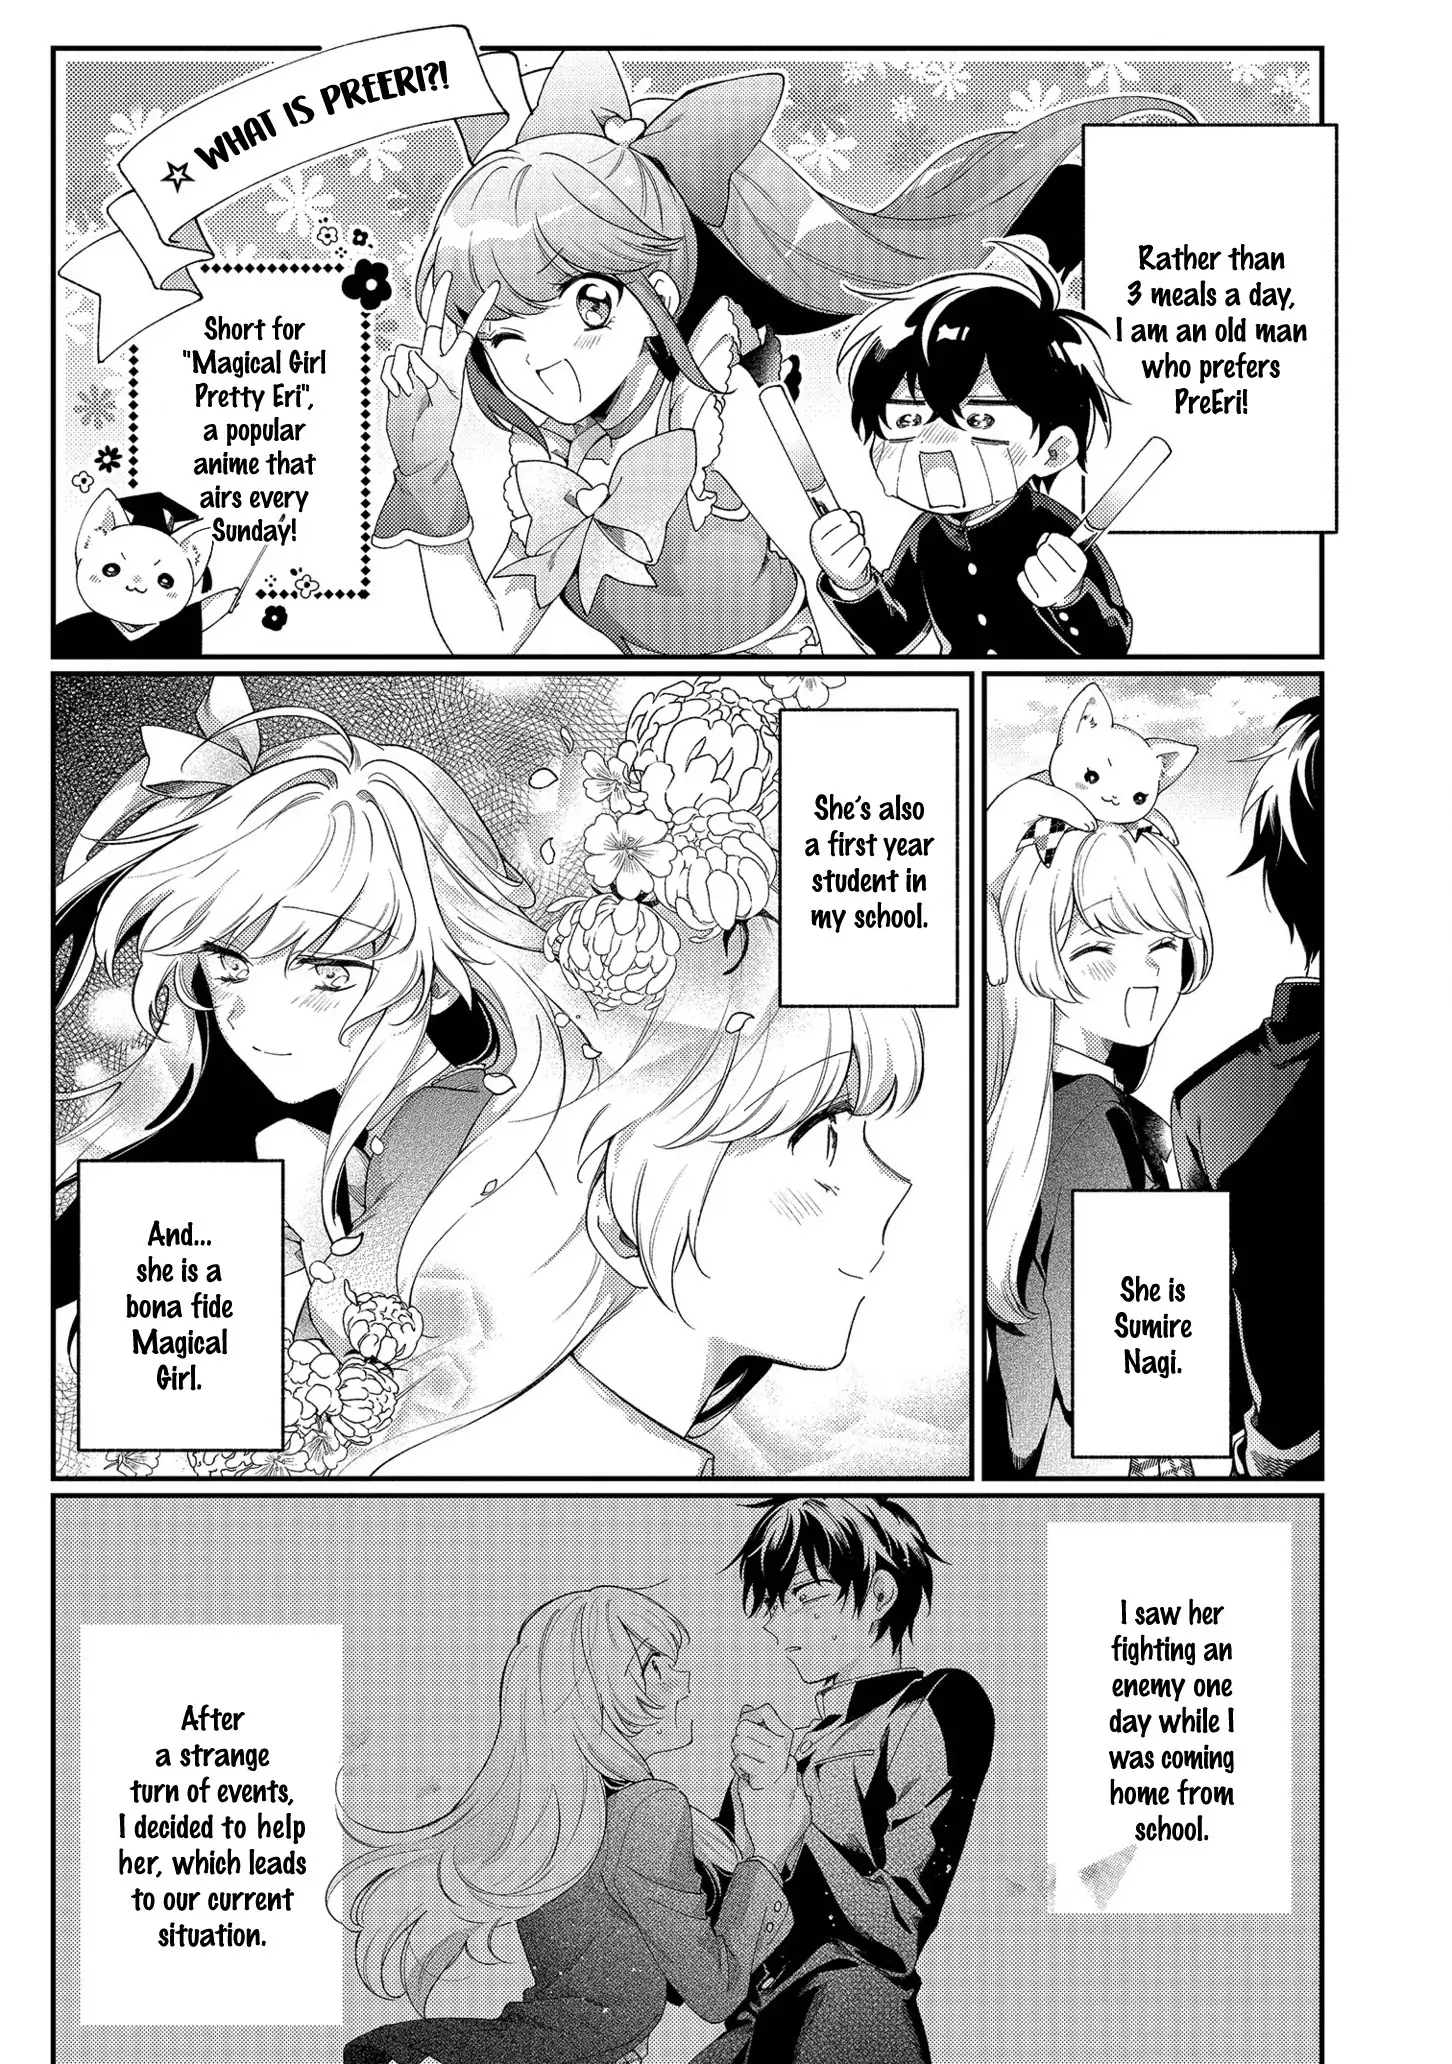 Rather than
3 meals a day,
I am an old man
who prefers
PreEri!
☆ WHAT IS PREERI?!
Short for
"Magical Girl
Pretty Eri",
a popular
anime that
airs every
Sunday!
She is
Sumire
Nagi.
She's also
a first year
student in
my school.
And...
she is a
bona fide
Magical
Girl.
I saw her
fighting an
enemy one
day while I
was coming
home from
school.
After
a strange
turn of events,
I decided to help
her, which leads
to our current
situation.